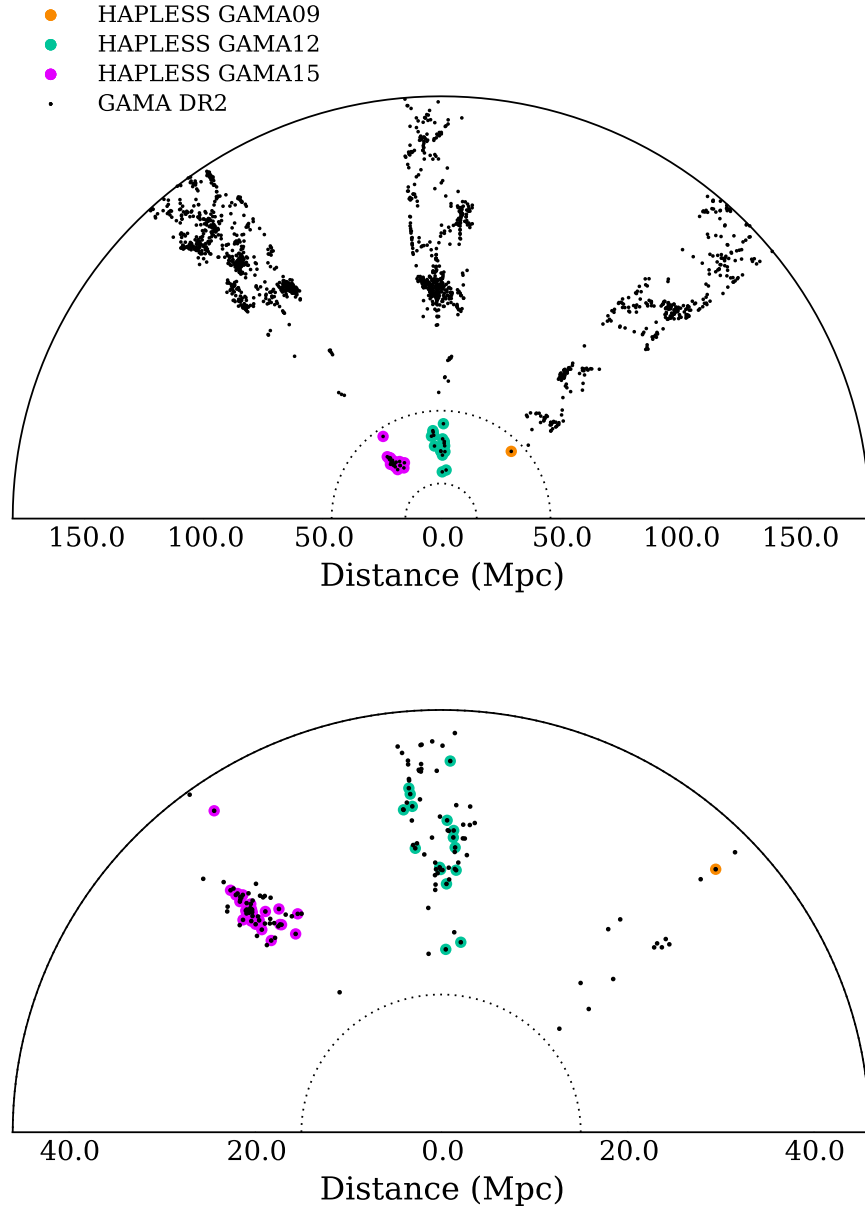 HAPLESS GAMA09
HAPLESS GAMA12
HAPLESS GAMA15
GAMA DR2
150.0 100.0 50.0 0.0 50.0 100.0 150.0
Distance (Mpc)
40.0 20.0 0.0 20.0 40.0
Distance (Mpc)